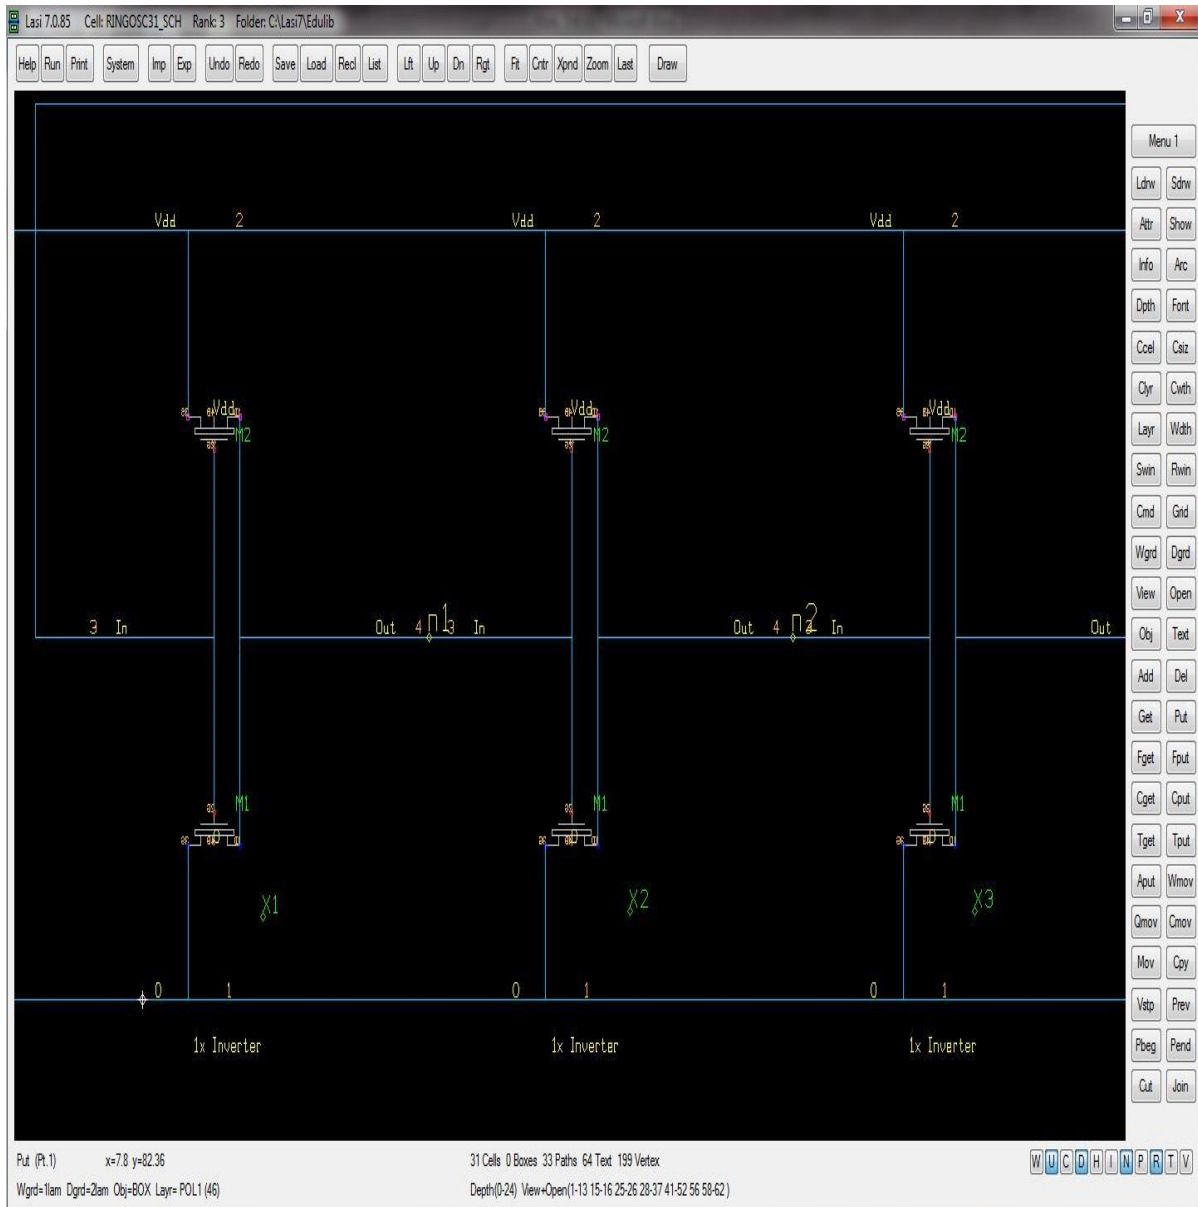 Lasi 7.0.85 Cell: RINGOSC31_SCH Rank: 3 Folder: C:\Lasi7\Edulib
Help Run Print System Imp Exp Undo Redo Save Load Recl List Lft Up Dn Rgt Fit Cntr Xpnd Zoom Last Draw
Menu 1
Ldrw Sdrw
Attr Show
Info Arc
Dpth Font
Ccel Csiz
Clyr Cwth
Layr Wdth
Swin Rwin
Cmd Grid
Wgrd Dgrd
View Open
Obj Text
Add Del
Get Put
Fget Fput
Cget Cput
Tget Tput
Aput Wmov
Qmov Cmov
Mov Cpy
Vstp Prev
Pbeg Pend
Cut Join
Vdd 2 Vdd 2 Vdd 2
Vdd Vdd Vdd
M2 M2 M2
3 In Out 4 n1 3 In Out 4 n2 In Out
M1 M1 M1
X1 X2 X3
0 1 0 1 0 1
1x Inverter 1x Inverter 1x Inverter
Put (Pt.1) x=7.8 y=82.36 31 Cells 0 Boxes 33 Paths 64 Text 199 Vertex W U C D H I N P R T V
Wgrd=1lam Dgrd=2lam Obj=BOX Layr= POL1 (46) Depth(0-24) View+Open(1-13 15-16 25-26 28-37 41-52 56 58-62 )